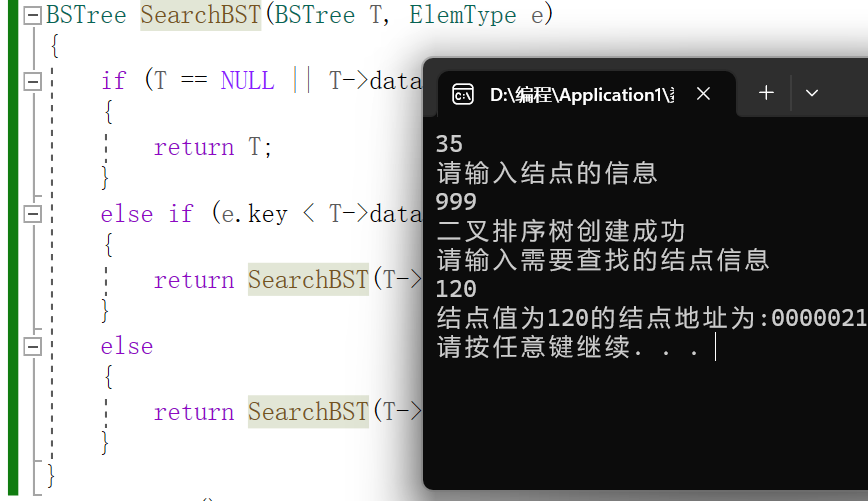 BSTree SearchBST(BSTree T, ElemType e)
{
if (T == NULL || T->data
{
return T;
}
else if (e.key < T->data
{
return SearchBST(T->
}
else
{
return SearchBST(T->
}
}
D:\编程\Application1\
35
请输入结点的信息
999
二叉排序树创建成功
请输入需要查找的结点信息
120
结点值为120的结点地址为:0000021
请按任意键继续. . .